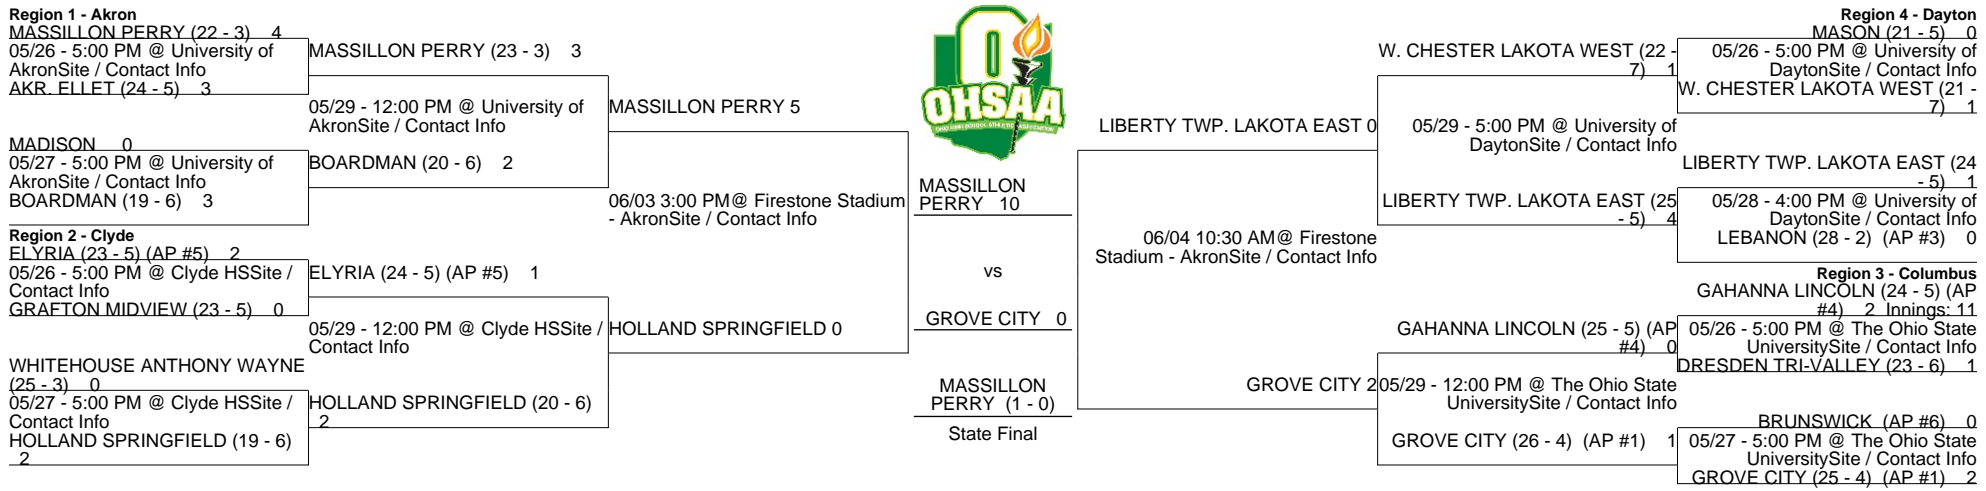 Region 1 - Akron
MASSILLON PERRY (22 - 3) 4
05/26 - 5:00 PM @ University of
AkronSite / Contact Info
AKR. ELLET (24 - 5) 3
MADISON 0
05/27 - 5:00 PM @ University of
AkronSite / Contact Info
BOARDMAN (19 - 6) 3
Region 2 - Clyde
ELYRIA (23 - 5) (AP #5) 2
05/26 - 5:00 PM @ Clyde HSSite /
Contact Info
GRAFTON MIDVIEW (23 - 5) 0
WHITEHOUSE ANTHONY WAYNE
(25 - 3) 0
05/27 - 5:00 PM @ Clyde HSSite /
Contact Info
HOLLAND SPRINGFIELD (19 - 6)
2
MASSILLON PERRY (23 - 3) 3
05/29 - 12:00 PM @ University of
AkronSite / Contact Info
BOARDMAN (20 - 6) 2
ELYRIA (24 - 5) (AP #5) 1
05/29 - 12:00 PM @ Clyde HSSite /
Contact Info
HOLLAND SPRINGFIELD (20 - 6)
2
MASSILLON PERRY 5
06/03 3:00 PM@ Firestone Stadium
- AkronSite / Contact Info
HOLLAND SPRINGFIELD 0
O
OHSAA
MASSILLON
PERRY 10
vs
GROVE CITY 0
MASSILLON
PERRY (1 - 0)
State Final
LIBERTY TWP. LAKOTA EAST 0
06/04 10:30 AM@ Firestone
Stadium - AkronSite / Contact Info
GROVE CITY 2
W. CHESTER LAKOTA WEST (22 -
7) 1
05/29 - 5:00 PM @ University of
DaytonSite / Contact Info
LIBERTY TWP. LAKOTA EAST (25
- 5) 4
GAHANNA LINCOLN (25 - 5) (AP
#4) 0
05/29 - 12:00 PM @ The Ohio State
UniversitySite / Contact Info
GROVE CITY (26 - 4) (AP #1) 1
Region 4 - Dayton
MASON (21 - 5) 0
05/26 - 5:00 PM @ University of
DaytonSite / Contact Info
W. CHESTER LAKOTA WEST (21 -
7) 1
LIBERTY TWP. LAKOTA EAST (24
- 5) 1
05/28 - 4:00 PM @ University of
DaytonSite / Contact Info
LEBANON (28 - 2) (AP #3) 0
Region 3 - Columbus
GAHANNA LINCOLN (24 - 5) (AP
#4) 2 Innings: 11
05/26 - 5:00 PM @ The Ohio State
UniversitySite / Contact Info
DRESDEN TRI-VALLEY (23 - 6) 1
BRUNSWICK (AP #6) 0
05/27 - 5:00 PM @ The Ohio State
UniversitySite / Contact Info
GROVE CITY (25 - 4) (AP #1) 2